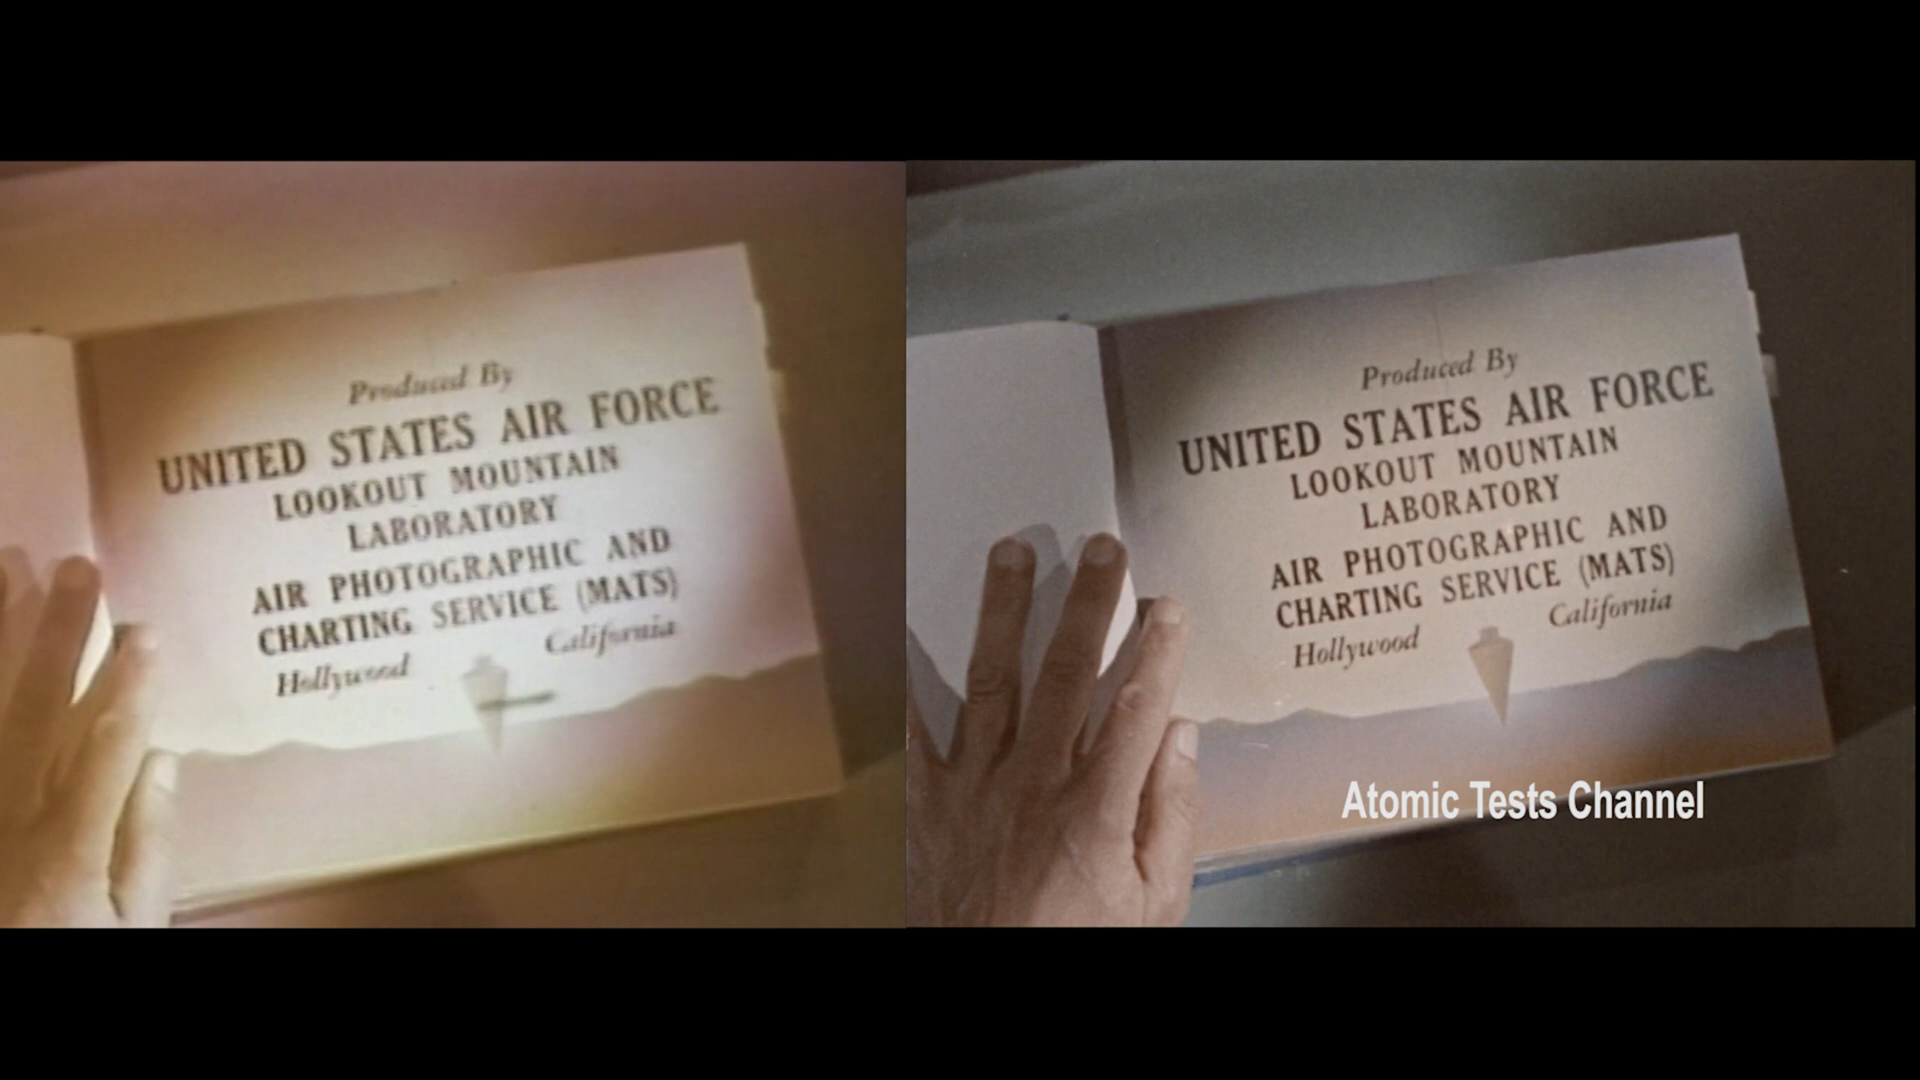 Produced By
UNITED STATES AIR FORCE
LOOKOUT MOUNTAIN
LABORATORY
AIR PHOTOGRAPHIC AND
CHARTING SERVICE (MATS)
Hollywood California
Produced By
UNITED STATES AIR FORCE
LOOKOUT MOUNTAIN
LABORATORY
AIR PHOTOGRAPHIC AND
CHARTING SERVICE (MATS)
Hollywood California
Atomic Tests Channel